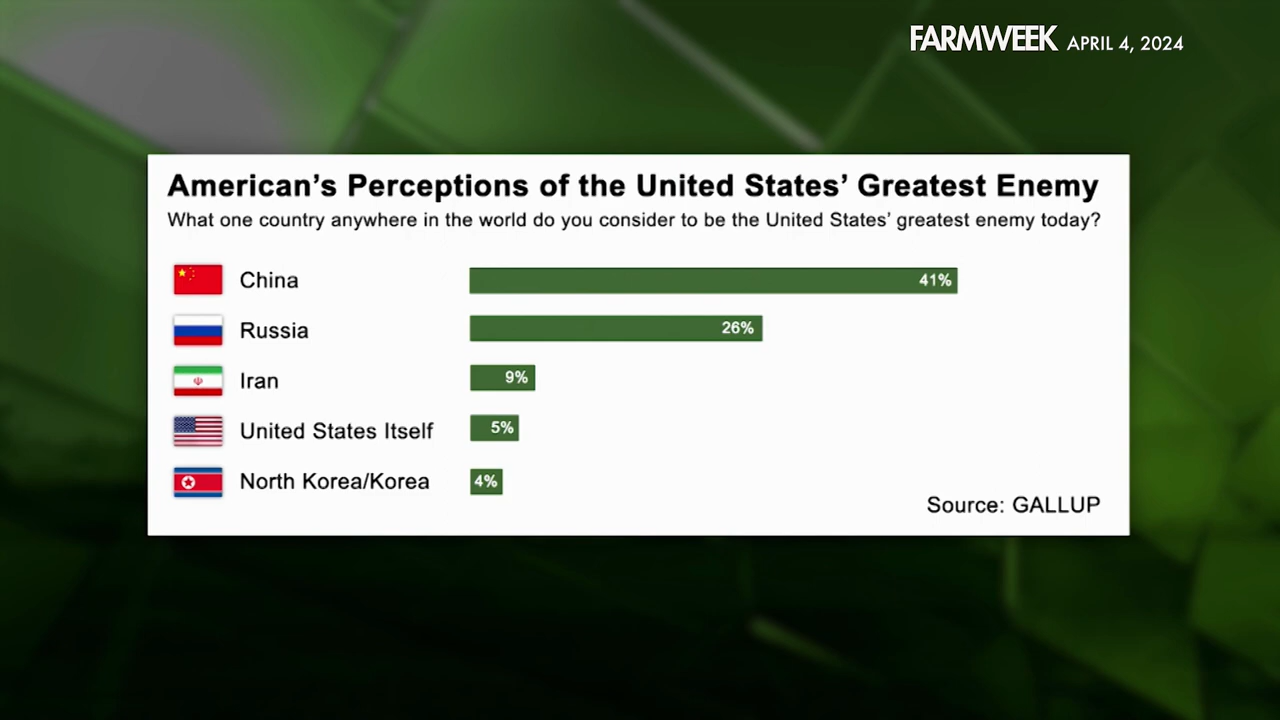 FARMWEEK APRIL 4, 2024
American's Perceptions of the United States' Greatest Enemy
What one country anywhere in the world do you consider to be the United States' greatest enemy today?
China 41%
Russia 26%
Iran 9%
United States Itself 5%
North Korea/Korea 4%
Source: GALLUP